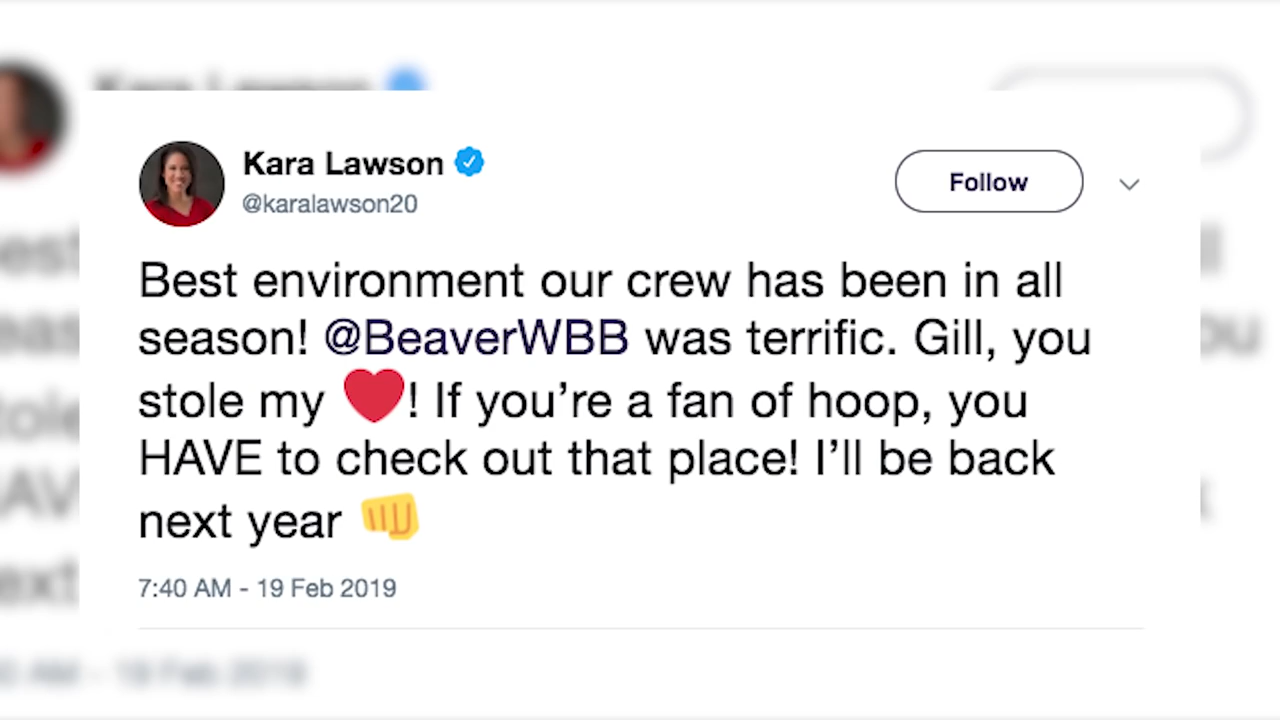 Kara Lawson
@karalawson20
Follow
Best environment our crew has been in all
season! @BeaverWBB was terrific. Gill, you
stole my ❤️! If you’re a fan of hoop, you
HAVE to check out that place! I’ll be back
next year 👊
7:40 AM - 19 Feb 2019